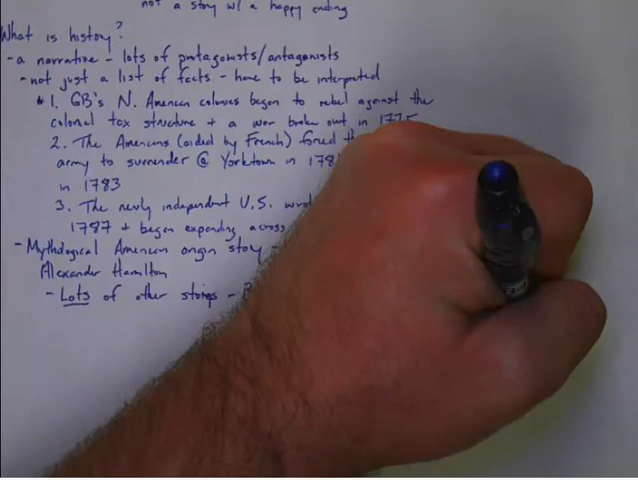 not a story w/ a happy ending
What is history?
- a narrative - lots of protagonists/antagonists
- not just a list of facts - have to be interpreted
* 1. GB's N. American colonies began to rebel against the
colonial tax structure + a war broke out in 1775
2. The Americans (aided by French) forced
army to surrender @ Yorktown in 178
in 1783
3. The newly independent U.S. wrot
1787 + began expanding across
- Mythological American origin story -
Alexander Hamilton
- Lots of other stories -